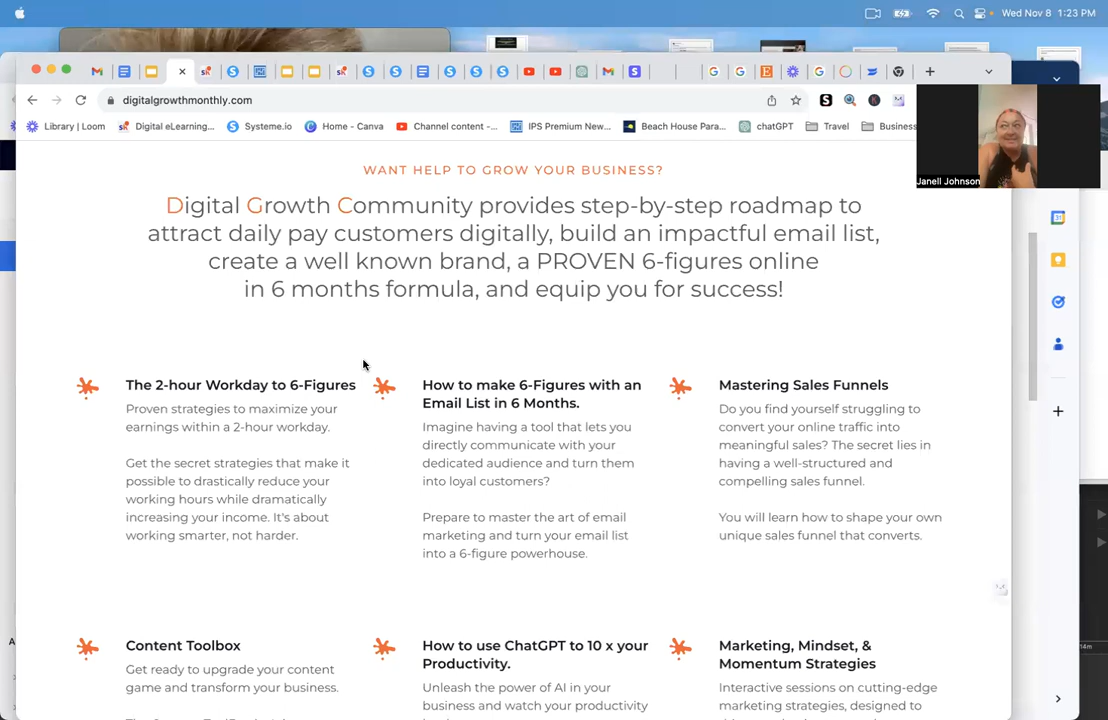 Wed Nov 8 1:23 PM
digitalgrowthmonthly.com
Library | Loom
Digital eLearning...
Systeme.io
Home - Canva
Channel content -...
IPS Premium New...
Beach House Para...
chatGPT
Travel
Business
Janell Johnson
WANT HELP TO GROW YOUR BUSINESS?
Digital Growth Community provides step-by-step roadmap to
attract daily pay customers digitally, build an impactful email list,
create a well known brand, a PROVEN 6-figures online
in 6 months formula, and equip you for success!
The 2-hour Workday to 6-Figures
Proven strategies to maximize your
earnings within a 2-hour workday.
Get the secret strategies that make it
possible to drastically reduce your
working hours while dramatically
increasing your income. It's about
working smarter, not harder.
How to make 6-Figures with an
Email List in 6 Months.
Imagine having a tool that lets you
directly communicate with your
dedicated audience and turn them
into loyal customers?
Prepare to master the art of email
marketing and turn your email list
into a 6-figure powerhouse.
Mastering Sales Funnels
Do you find yourself struggling to
convert your online traffic into
meaningful sales? The secret lies in
having a well-structured and
compelling sales funnel.
You will learn how to shape your own
unique sales funnel that converts.
Content Toolbox
Get ready to upgrade your content
game and transform your business.
How to use ChatGPT to 10 x your
Productivity.
Unleash the power of AI in your
business and watch your productivity
Marketing, Mindset, &
Momentum Strategies
Interactive sessions on cutting-edge
marketing strategies, designed to